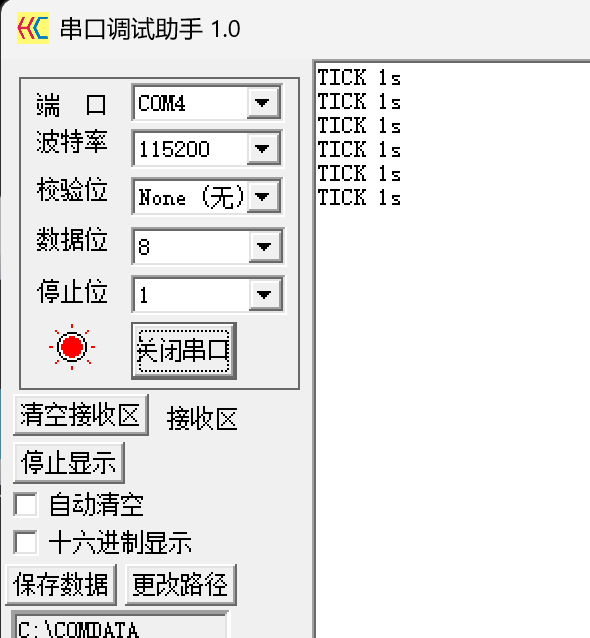 串口调试助手 1.0
端 口
COM4
波特率
115200
校验位
None (无)
数据位
8
停止位
1
关闭串口
清空接收区
接收区
停止显示
自动清空
十六进制显示
保存数据
更改路径
C:\COMDATA
TICK 1s
TICK 1s
TICK 1s
TICK 1s
TICK 1s
TICK 1s